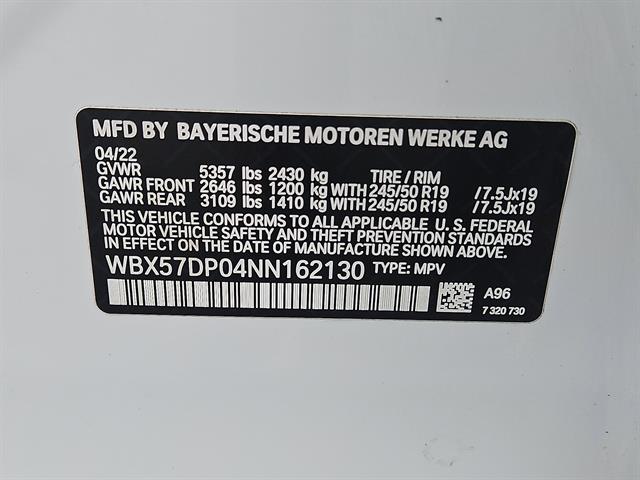 MFD BY BAYERISCHE MOTOREN WERKE AG
04/22
GVWR 5357 lbs 2430 kg TIRE / RIM
GAWR FRONT 2646 lbs 1200 kg WITH 245/50 R19 /7.5Jx19
GAWR REAR 3109 lbs 1410 kg WITH 245/50 R19 /7.5Jx19
THIS VEHICLE CONFORMS TO ALL APPLICABLE U. S. FEDERAL
MOTOR VEHICLE SAFETY AND THEFT PREVENTION STANDARDS
IN EFFECT ON THE DATE OF MANUFACTURE SHOWN ABOVE.
WBX57DP04NN162130 TYPE: MPV
A96
7 320 730